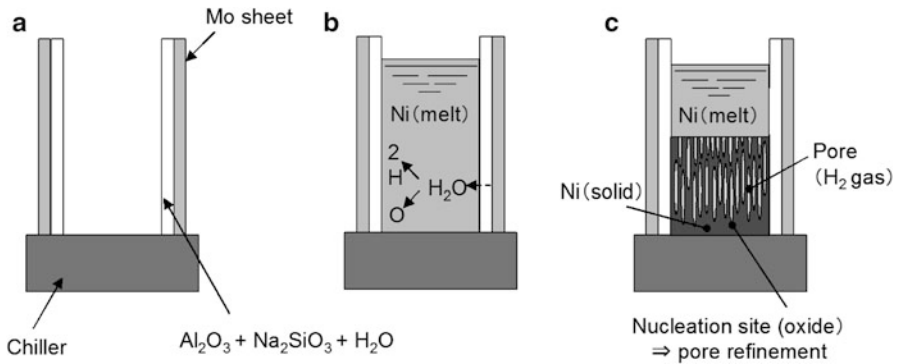 a
Mo sheet
Chiller
Al₂O₃ + Na₂SiO₃ + H₂O
b
Ni(melt)
2
H
H₂O
O
c
Ni(melt)
Pore
(H₂ gas)
Ni(solid)
Nucleation site (oxide)
⇒ pore refinement